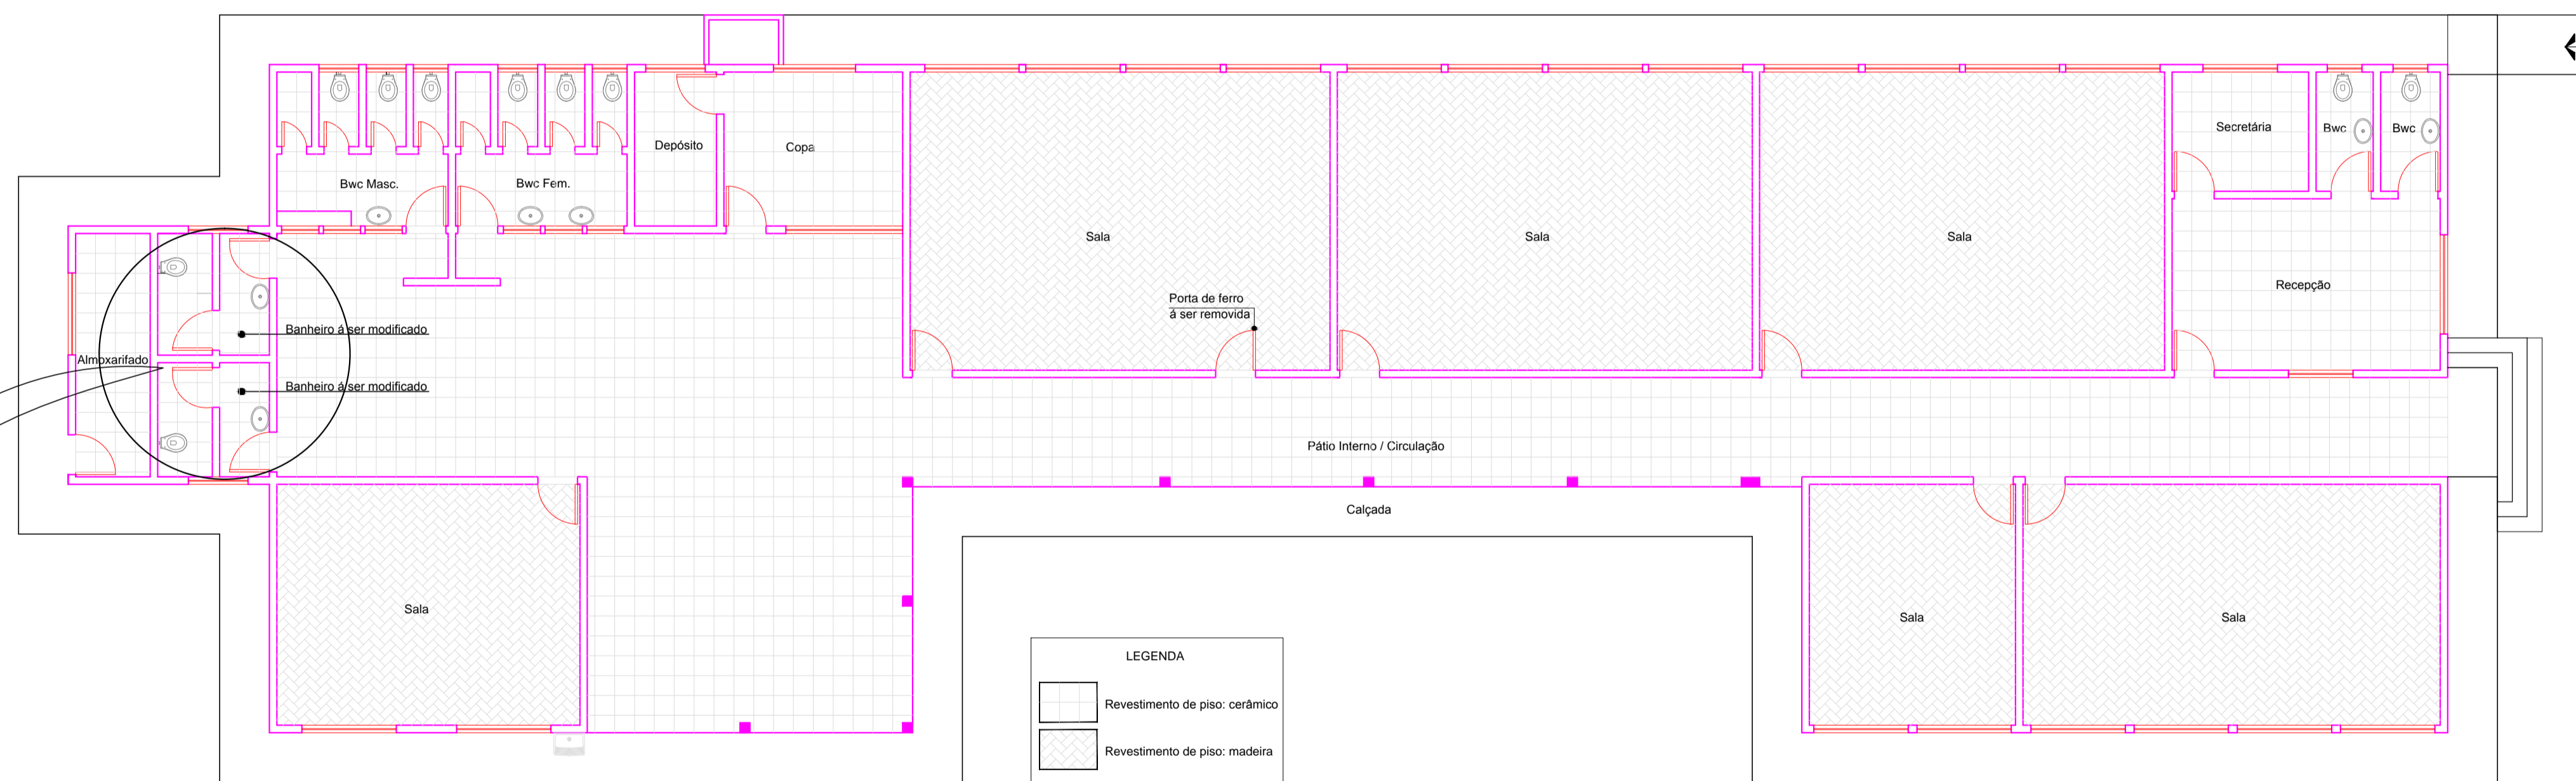 Secretária
Bwc
Bwc
Depósito
Copa
Bwc Masc.
Bwc Fem.
Sala
Sala
Sala
Recepção
Porta de ferro
á ser removida
Banheiro á ser modificado
Almoxarifado
Banheiro á ser modificado
Pátio Interno / Circulação
Calçada
Sala
Sala
Sala
LEGENDA
Revestimento de piso: cerâmico
Revestimento de piso: madeira